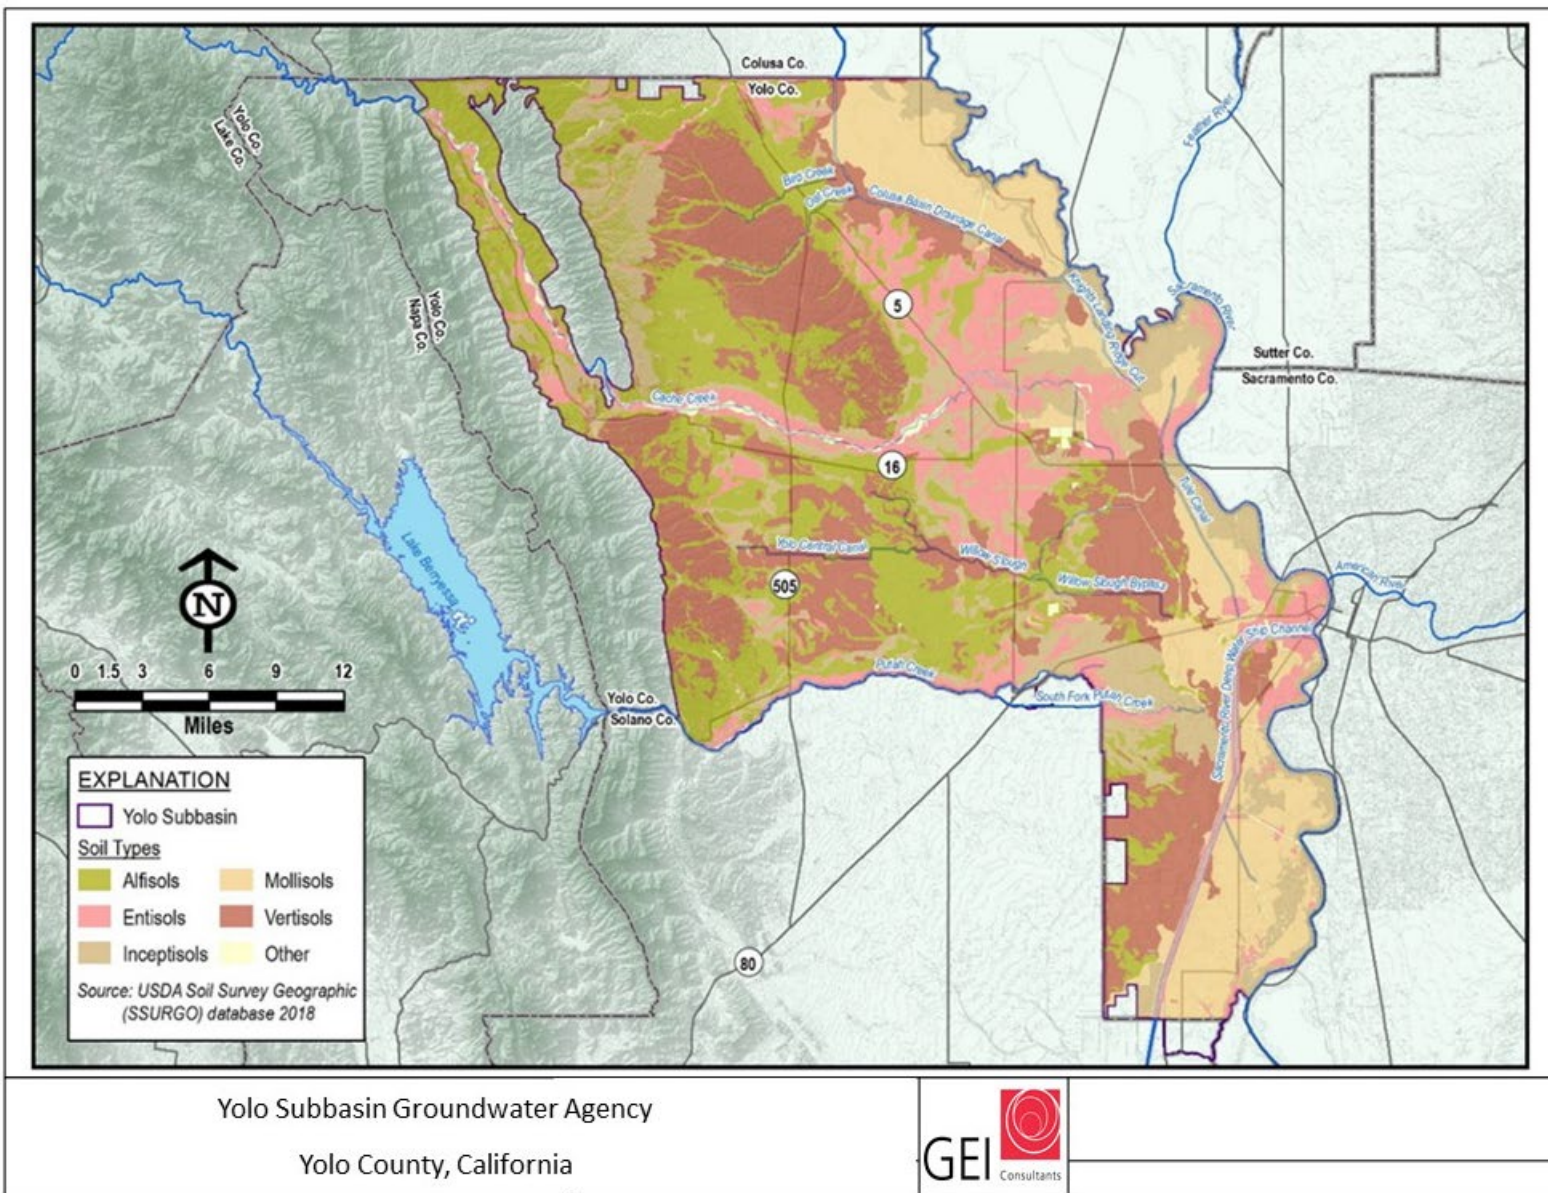 Colusa Co.
Yolo Co.
Yolo Co.
Lake Co.
Feather River
Bird Creek
Oat Creek
Colusa Basin Drainage Canal
Yolo Co.
Napa Co.
5
Knights Landing Ridge Cut
Sacramento River
Sutter Co.
Sacramento Co.
Cache Creek
16
Tule Canal
Lake Berryessa
Yolo Central Canal
Willow Slough
Willow Slough Bypass
505
American River
N
Sacramento River Deep Water Ship Channel
Putah Creek
South Fork Putah Creek
0 1.5 3 6 9 12
Miles
Yolo Co.
Solano Co.
80
EXPLANATION
Yolo Subbasin
Soil Types
Alfisols
Mollisols
Entisols
Vertisols
Inceptisols
Other
Source: USDA Soil Survey Geographic
(SSURGO) database 2018
Yolo Subbasin Groundwater Agency
Yolo County, California
GEI
Consultants